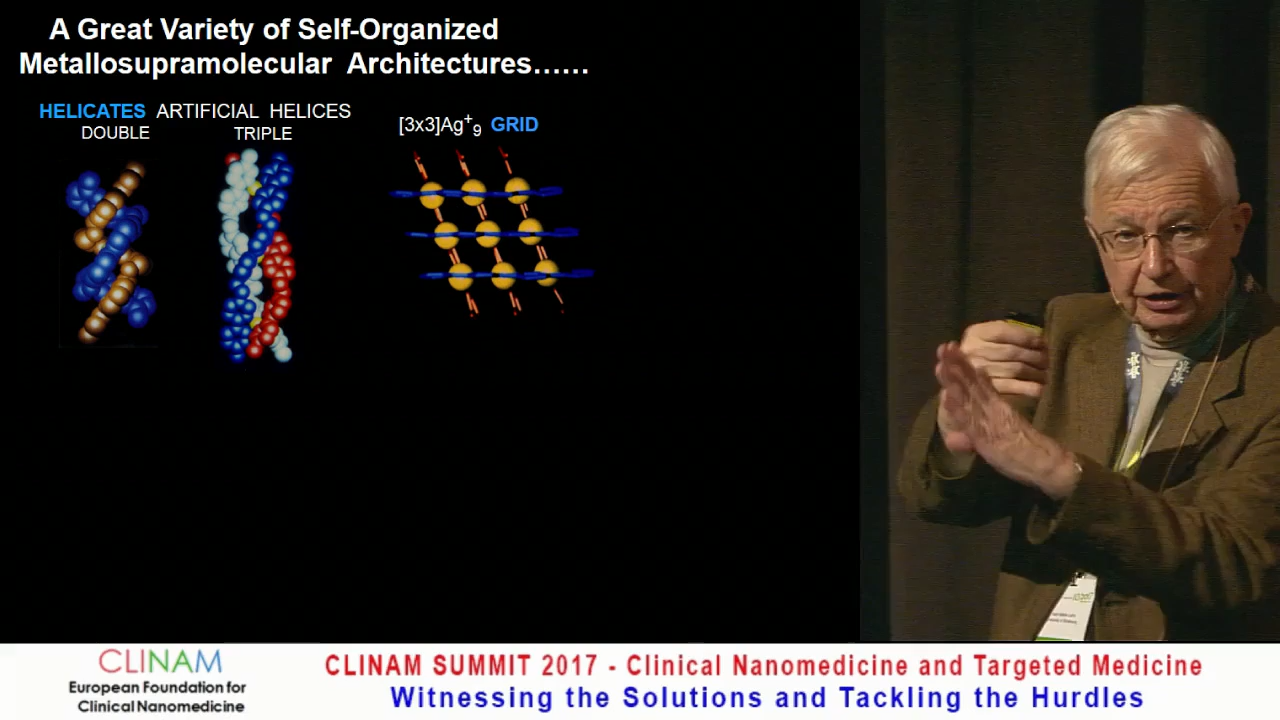 A Great Variety of Self-Organized
Metallosupramolecular Architectures......
HELICATES ARTIFICIAL HELICES
DOUBLE
TRIPLE
[3x3]Ag⁺₉ GRID
CLINAM
European Foundation for
Clinical Nanomedicine
CLINAM SUMMIT 2017 - Clinical Nanomedicine and Targeted Medicine
Witnessing the Solutions and Tackling the Hurdles